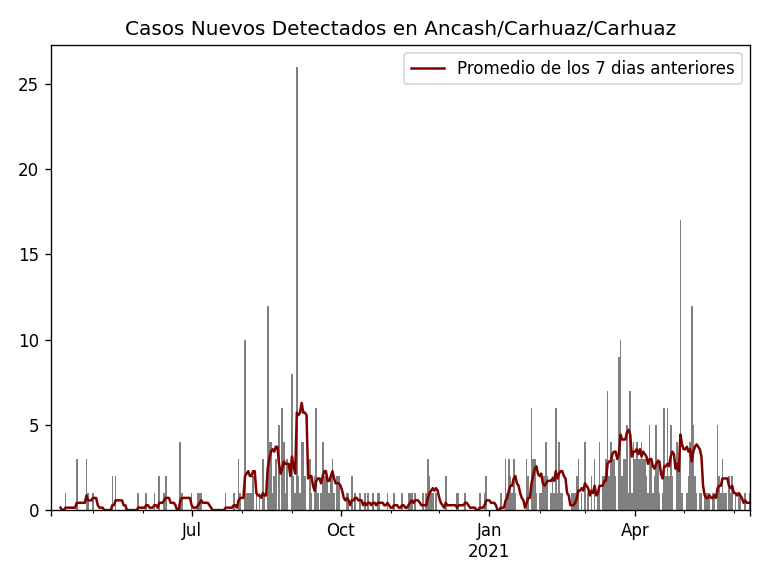 Casos Nuevos Detectados en Ancash/Carhuaz/Carhuaz
Promedio de los 7 dias anteriores
25
20
15
10
5
0
Jul
Oct
Jan
2021
Apr